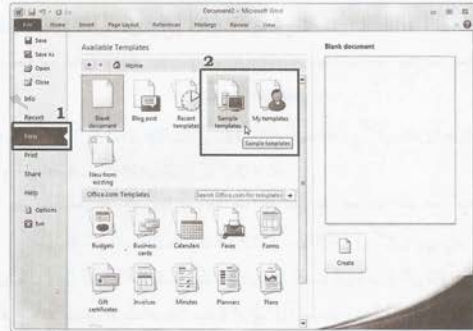 Document2 - Microsoft Word
File Home Insert Page Layout References Mailings Review View
Save
Save As
Open
Close
Info
Recent
New
Print
Share
Help
Options
Exit
1
2
Available Templates
Home
Blank document
Blog post
Recent templates
Sample templates
My templates
Sample templates
New from existing
Office.com Templates
Search Office.com for templates
Budgets
Business cards
Calendars
Faxes
Forms
Gift certificates
Invoices
Minutes
Planners
Plans
Blank document
Create